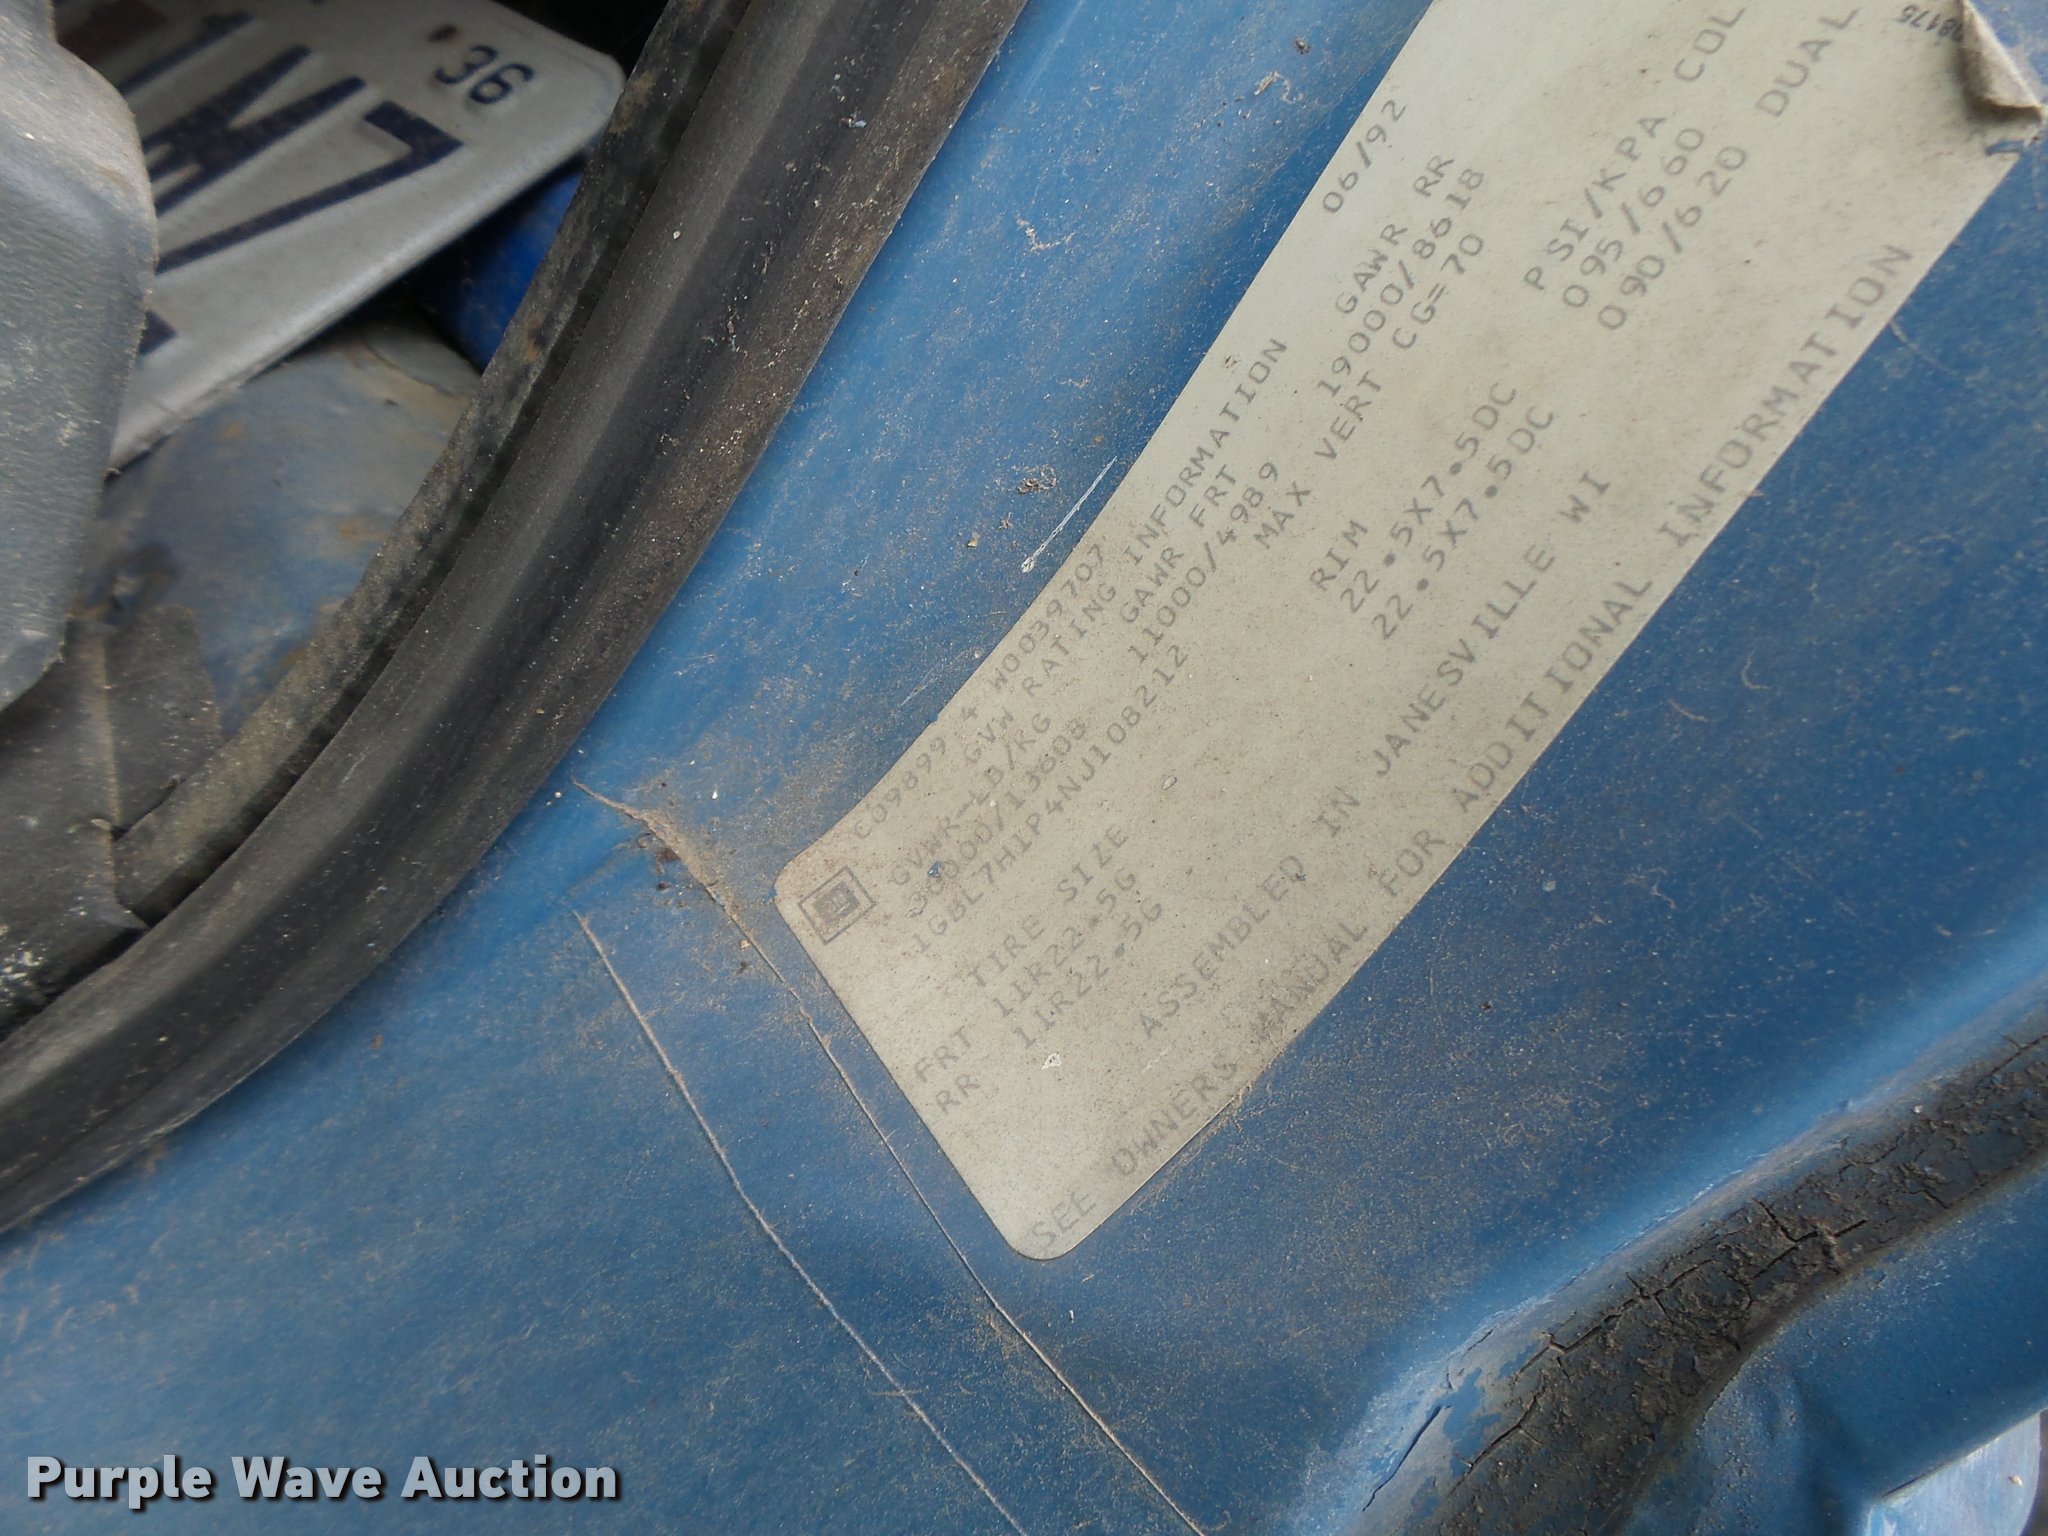 '36
06/92
C09899 4 W0039707
GVW RATING INFORMATION
GVWR-LB/KG GAWR FRT GAWR RR
30000/13608 11000/4989 19000/8618
1GBL7H1P4NJ108212 MAX VERT CG=70
TIRE SIZE RIM PSI/KPA COLD
FRT 11R22.5G 22.5X7.5DC 095/660
RR 11R22.5G 22.5X7.5DC 090/620 DUAL
ASSEMBLED IN JANESVILLE WI
SEE OWNERS MANUAL FOR ADDITIONAL INFORMATION
Purple Wave Auction